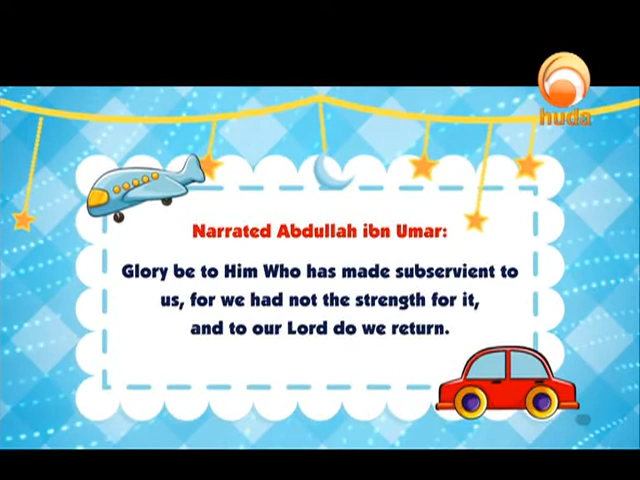 huda
Narrated Abdullah ibn Umar:
Glory be to Him Who has made subservient to
us, for we had not the strength for it,
and to our Lord do we return.